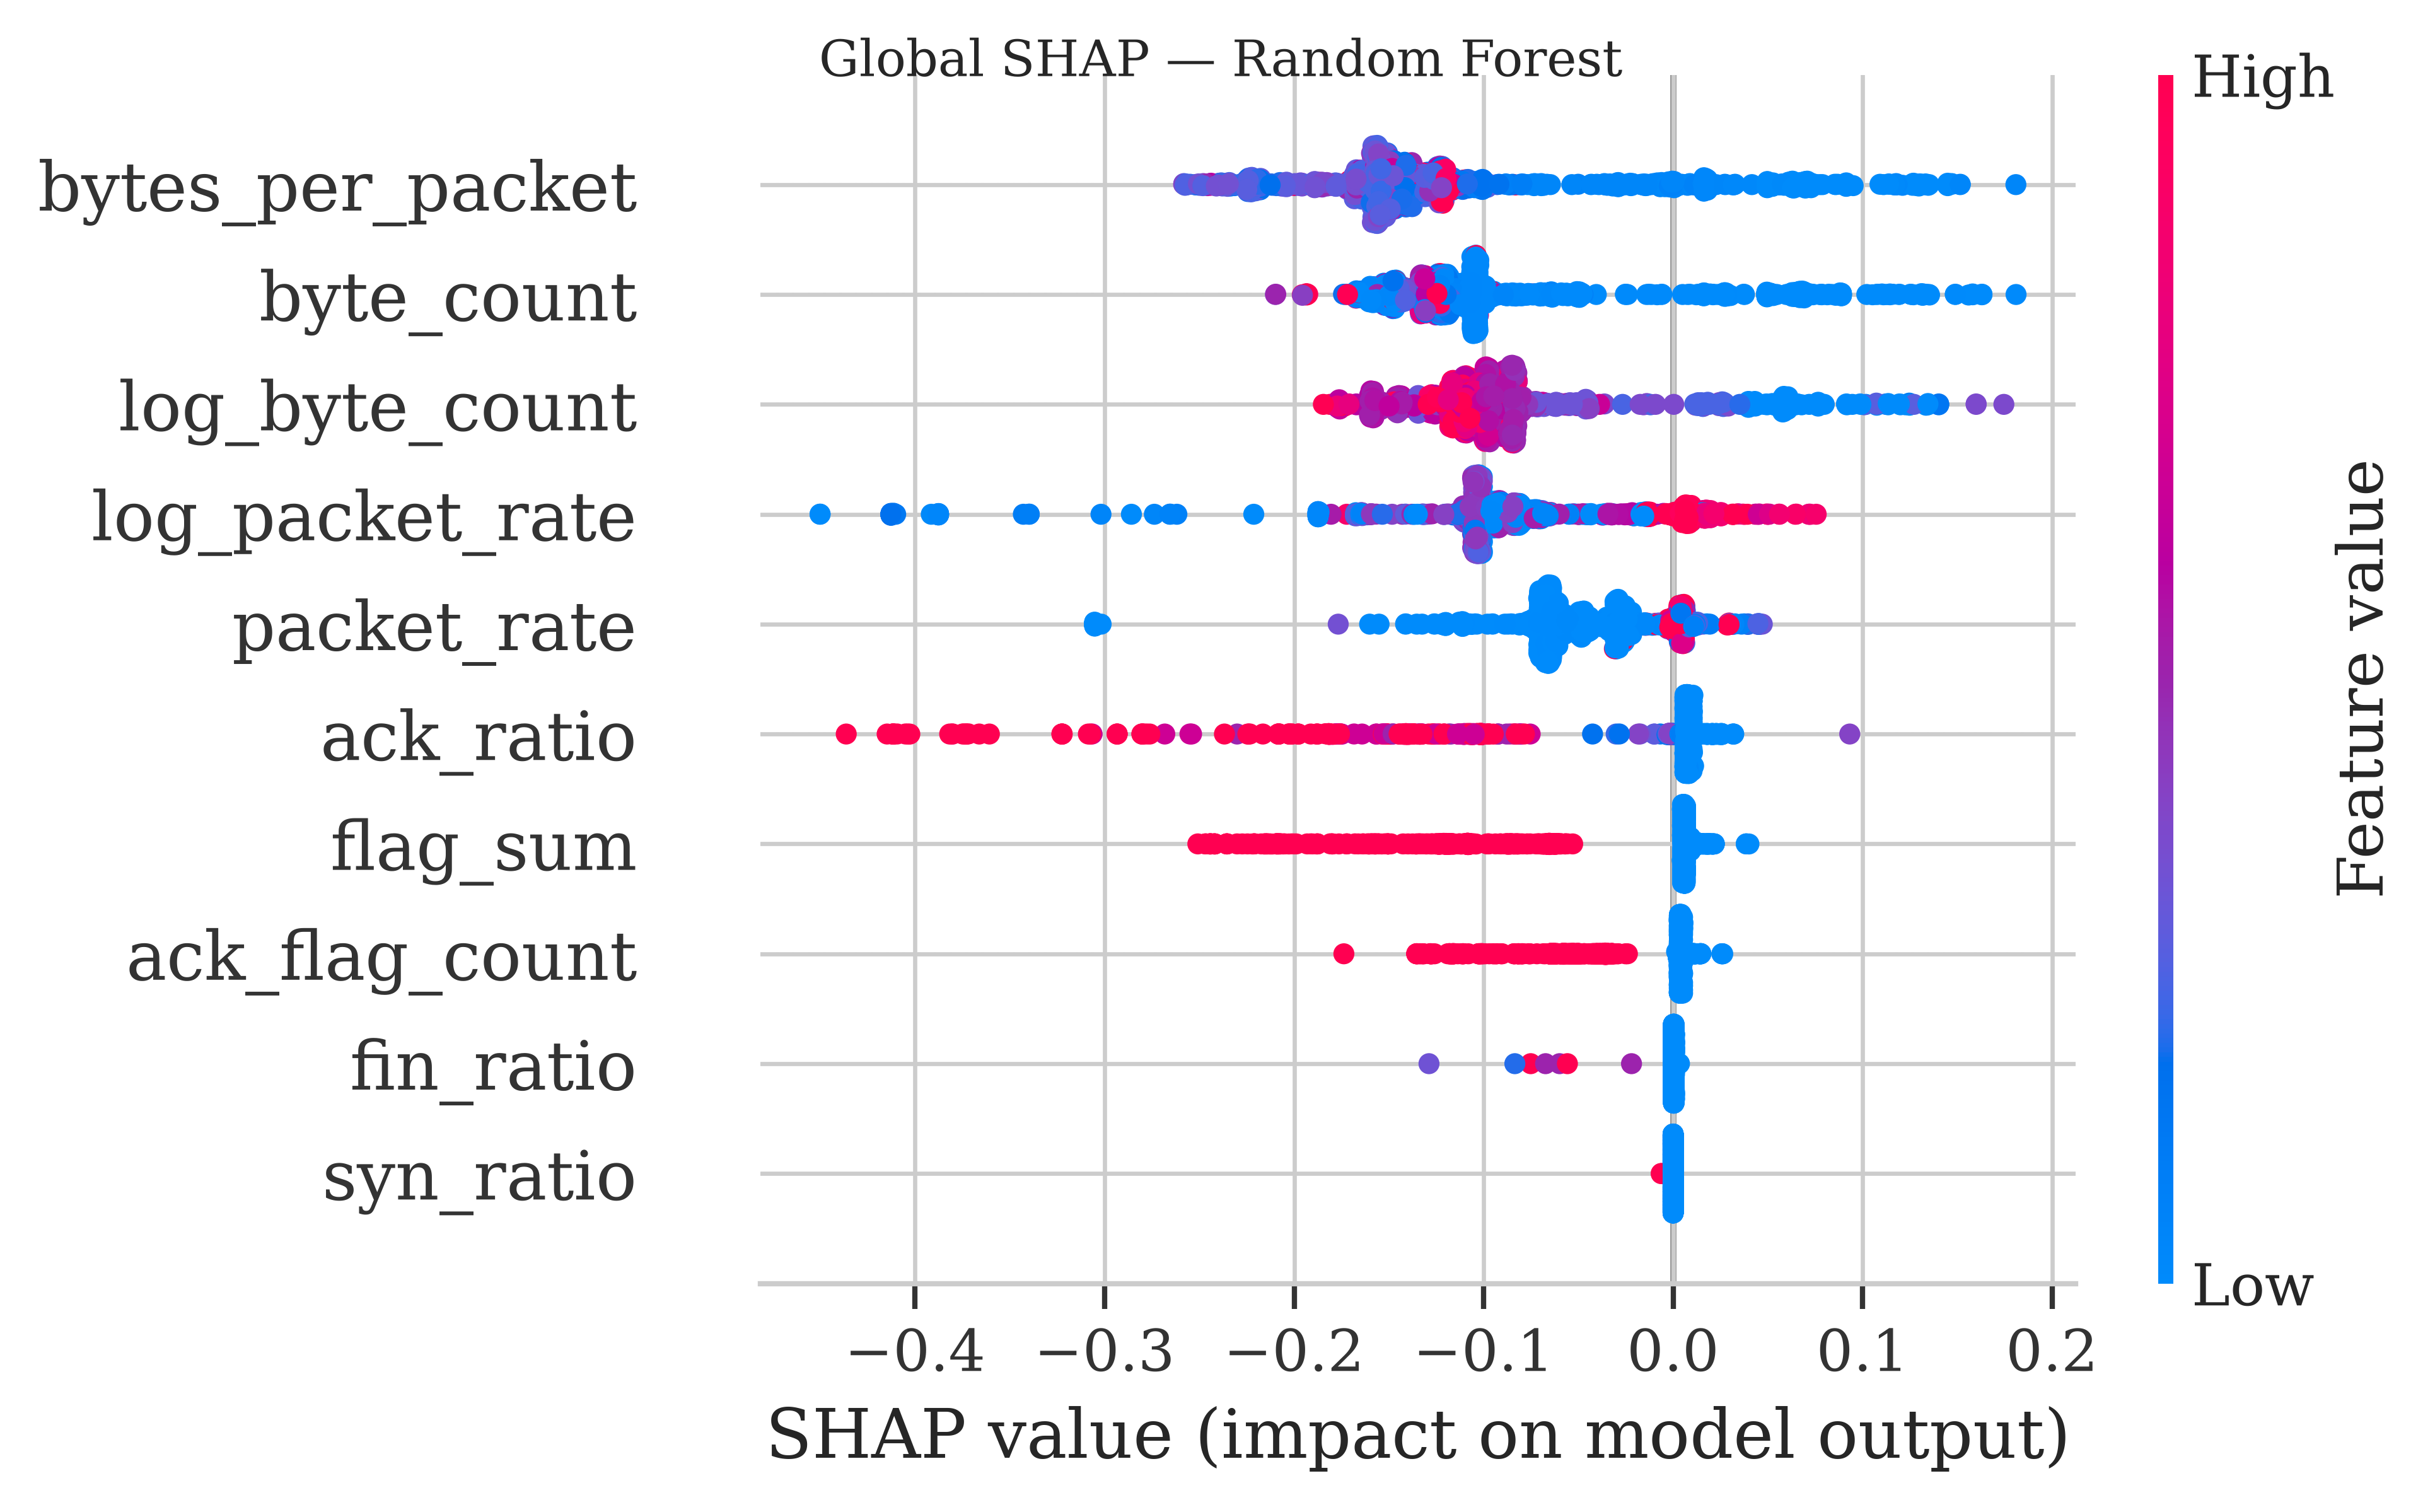 Global SHAP — Random Forest
High
bytes_per_packet
byte_count
log_byte_count
log_packet_rate
packet_rate
ack_ratio
flag_sum
ack_flag_count
fin_ratio
syn_ratio
Feature value
Low
−0.4 −0.3 −0.2 −0.1 0.0 0.1 0.2
SHAP value (impact on model output)